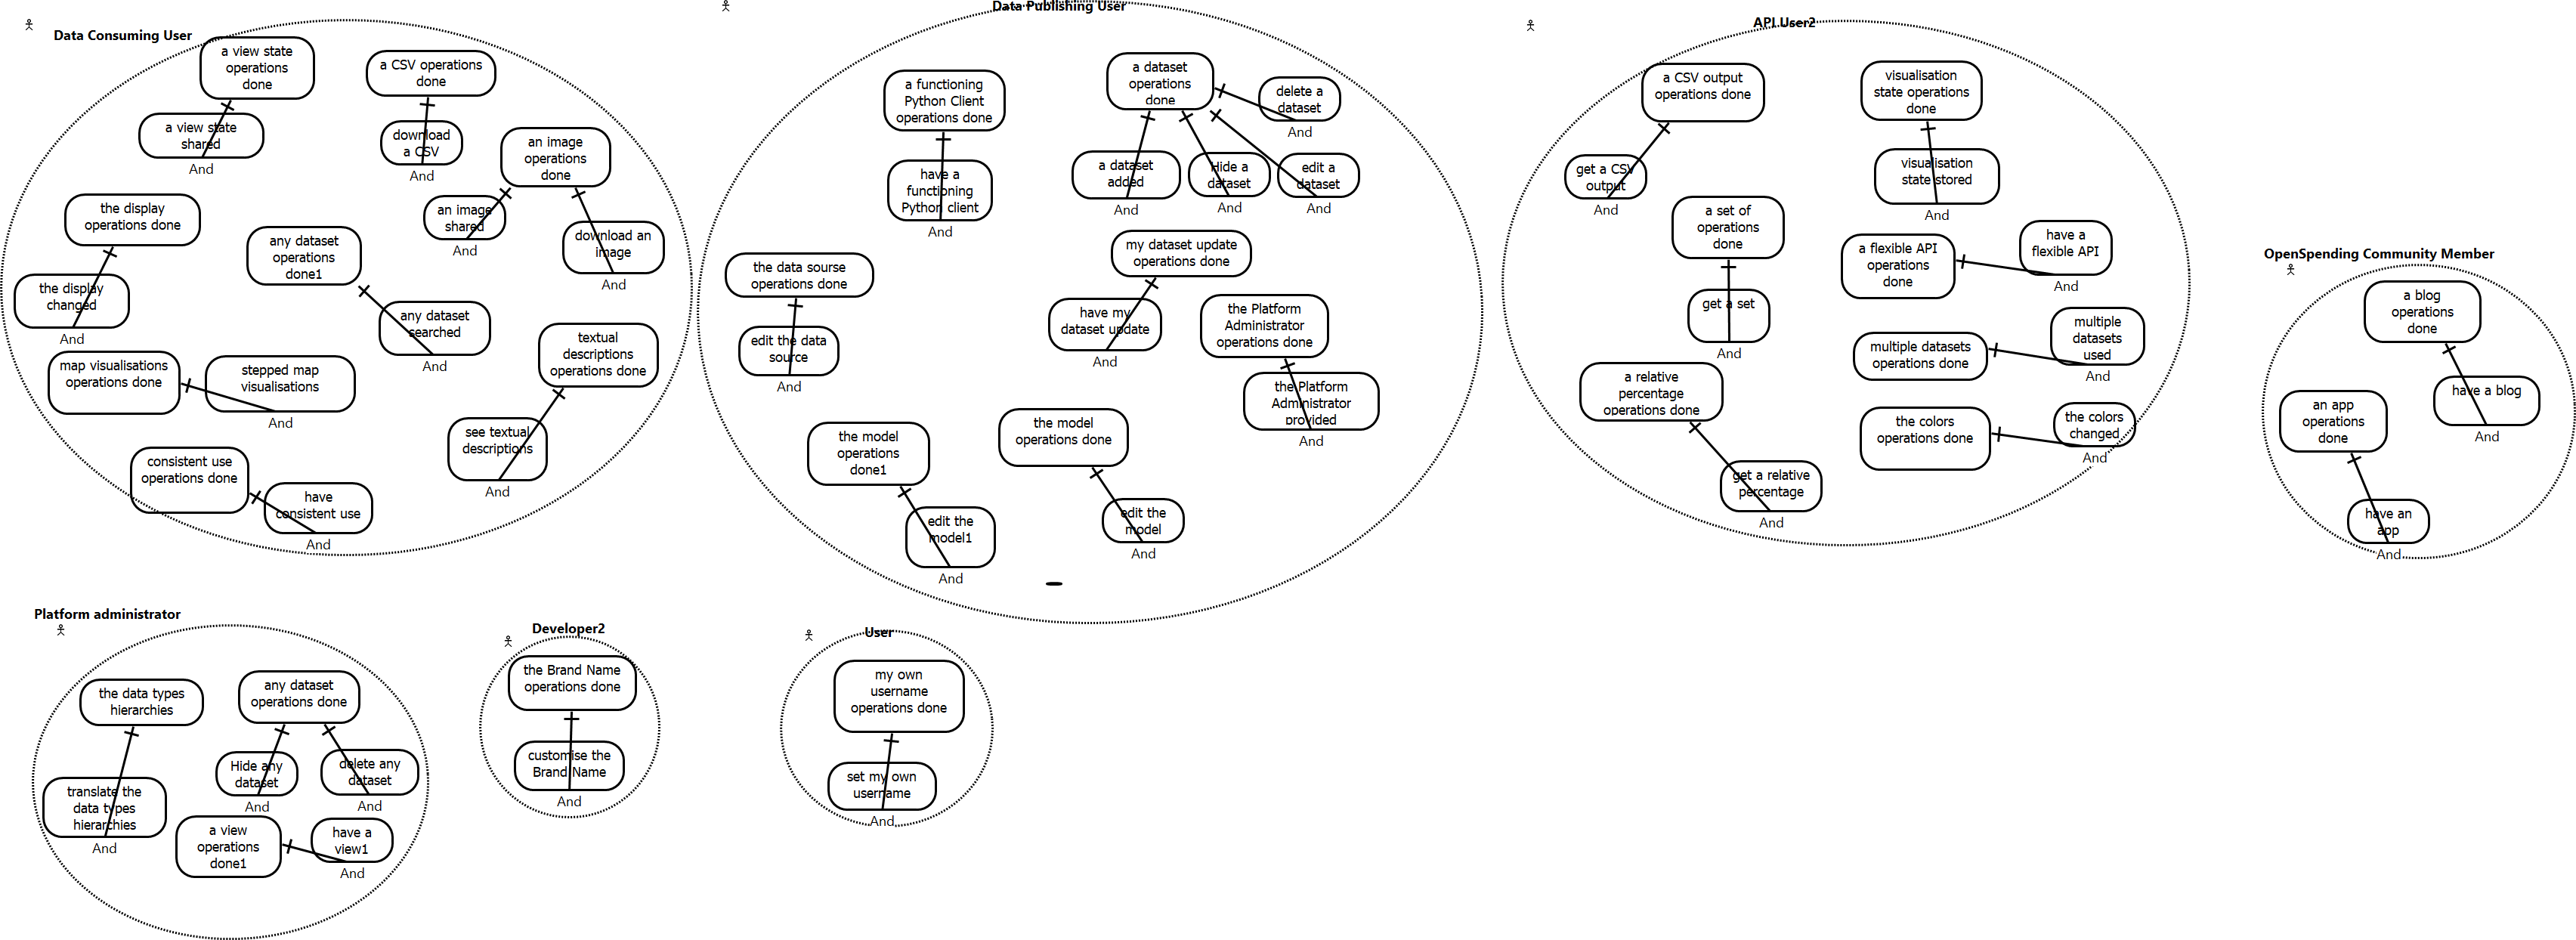 Data Consuming User
a view state
operations
done
a view state
shared
And
a CSV operations
done
download
a CSV
And
an image
operations
done
an image
shared
And
download an
image
And
the display
operations done
the display
changed
And
any dataset
operations
done1
any dataset
searched
And
map visualisations
operations done
stepped map
visualisations
And
textual
descriptions
operations done
see textual
descriptions
And
consistent use
operations done
have
consistent use
And
Data Publishing User
a functioning
Python Client
operations done
have a
functioning
Python client
And
a dataset
operations
done
delete a
dataset
And
a dataset
added
And
Hide a
dataset
And
edit a
dataset
And
the data sourse
operations done
edit the data
source
And
my dataset update
operations done
have my
dataset update
And
the Platform
Administrator
operations done
the Platform
Administrator
provided
And
the model
operations
done1
edit the
model1
And
the model
operations done
edit the
model
And
API User2
a CSV output
operations done
get a CSV
output
And
visualisation
state operations
done
visualisation
state stored
And
a set of
operations
done
get a set
And
a flexible API
operations
done
have a
flexible API
And
multiple datasets
operations done
multiple
datasets
used
And
a relative
percentage
operations done
get a relative
percentage
And
the colors
operations done
the colors
changed
And
OpenSpending Community Member
a blog
operations
done
have a blog
And
an app
operations
done
have an
app
And
Platform administrator
the data types
hierarchies
translate the
data types
hierarchies
And
any dataset
operations done
Hide any
dataset
And
delete any
dataset
And
a view
operations
done1
have a
view1
And
Developer2
the Brand Name
operations done
customise the
Brand Name
And
User
my own
username
operations done
set my own
username
And